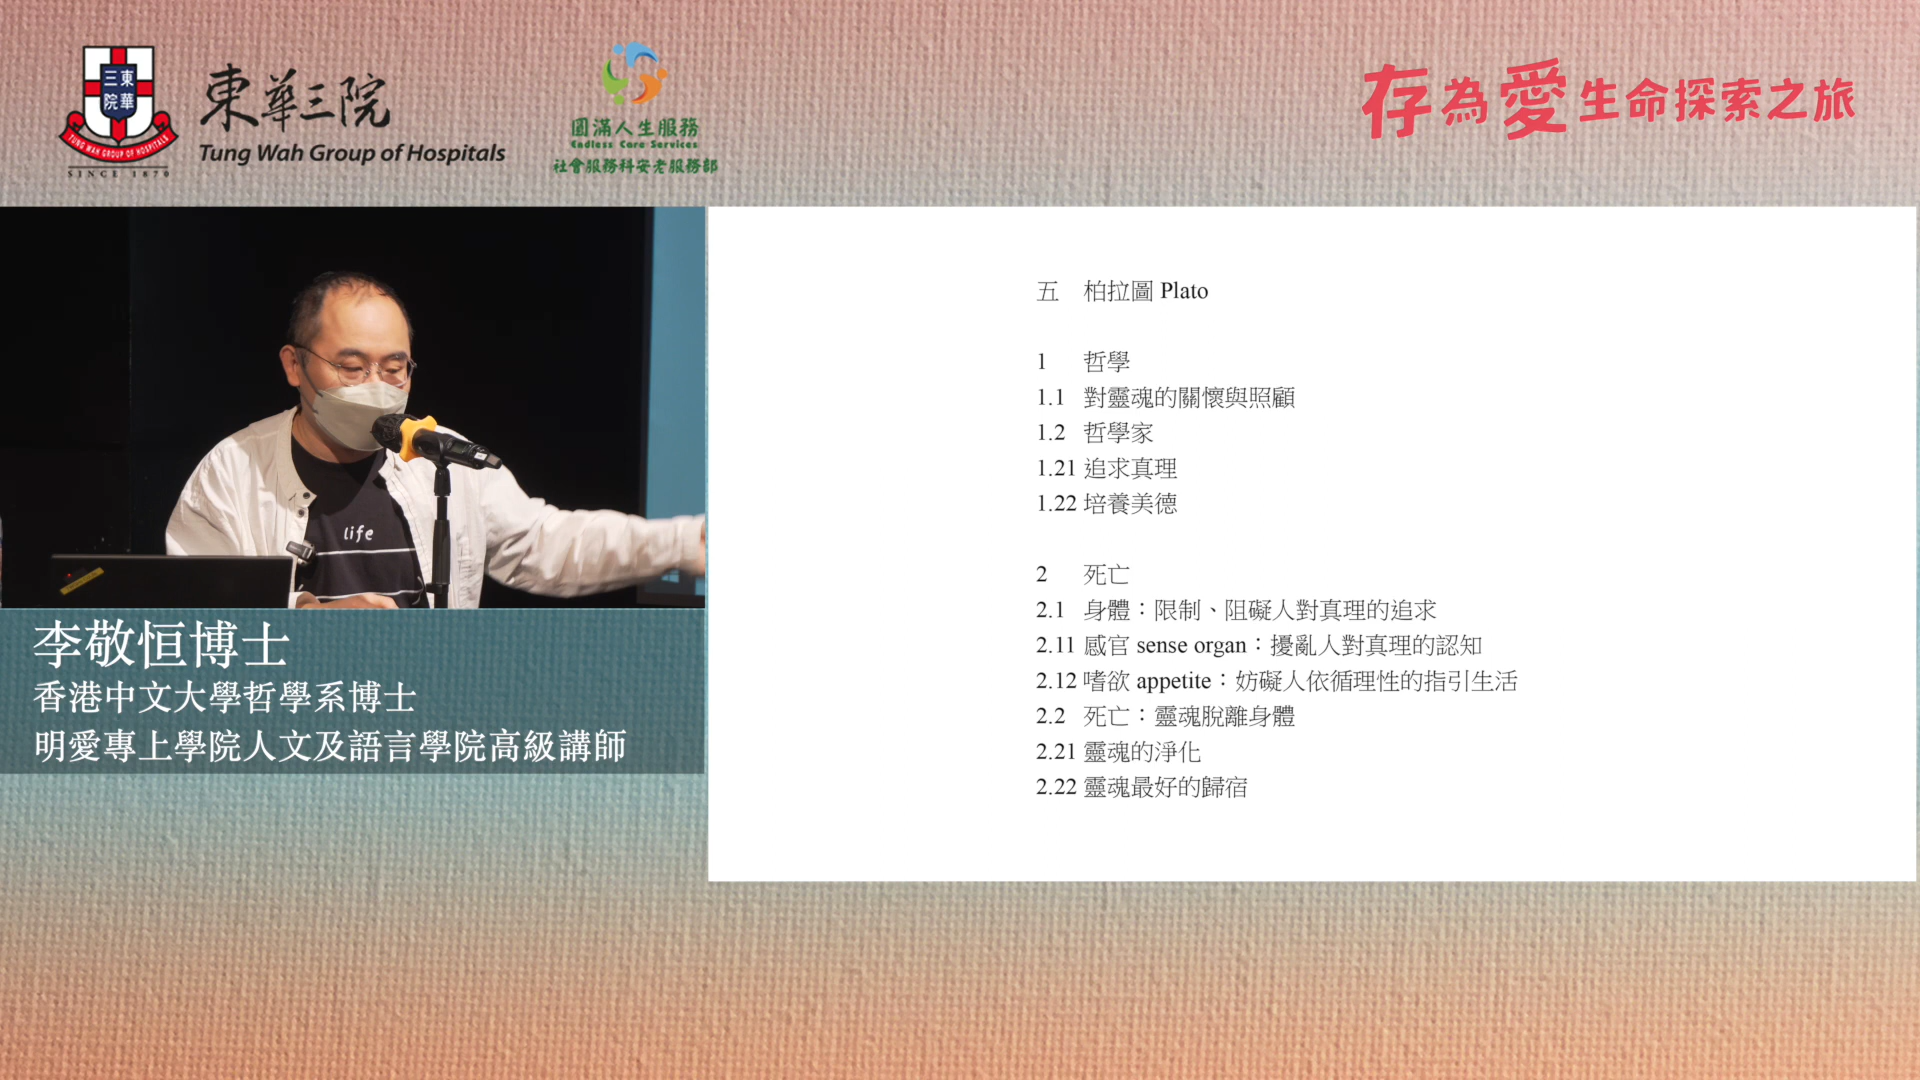 三東
院華
TUNG WAH GROUP OF HOSPITALS
SINCE 1870
東華三院
Tung Wah Group of Hospitals
圓滿人生服務
Endless Care Services
社會服務科安老服務部
存為愛生命探索之旅
life
李敬恒博士
香港中文大學哲學系博士
明愛專上學院人文及語言學院高級講師
五 柏拉圖 Plato
1 哲學
1.1 對靈魂的關懷與照顧
1.2 哲學家
1.21 追求真理
1.22 培養美德
2 死亡
2.1 身體：限制、阻礙人對真理的追求
2.11 感官 sense organ：擾亂人對真理的認知
2.12 嗜欲 appetite：妨礙人依循理性的指引生活
2.2 死亡：靈魂脫離身體
2.21 靈魂的淨化
2.22 靈魂最好的歸宿